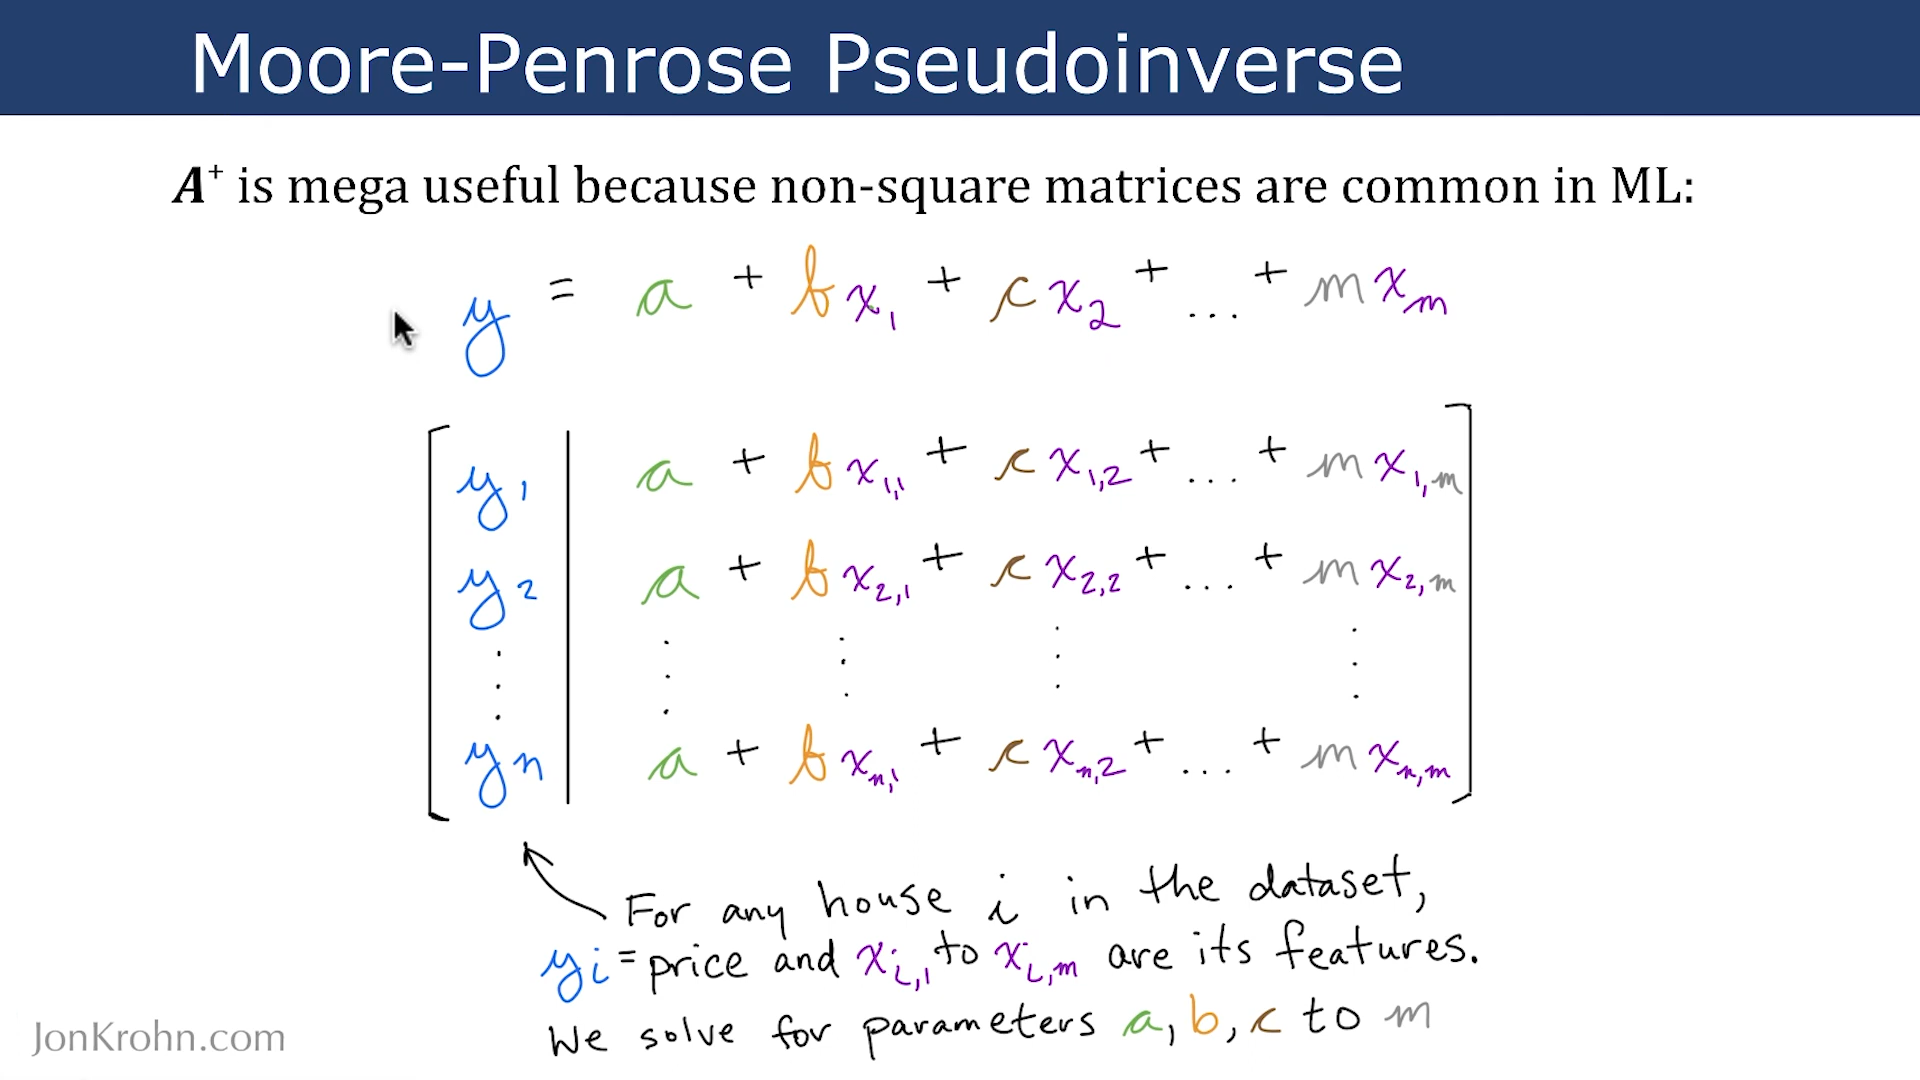 Moore-Penrose Pseudoinverse
A⁺ is mega useful because non-square matrices are common in ML:
y = a + bx₁ + cx₂ + ... + mxₘ
y₁ | a + bx₁,₁ + cx₁,₂ + ... + mx₁,ₘ
y₂ | a + bx₂,₁ + cx₂,₂ + ... + mx₂,ₘ
⋮ ⋮ ⋮ ⋮ ⋮
yₙ | a + bxₙ,₁ + cxₙ,₂ + ... + mxₙ,ₘ
For any house i in the dataset,
yᵢ = price and xᵢ,₁ to xᵢ,ₘ are its features.
We solve for parameters a, b, c to m
JonKrohn.com